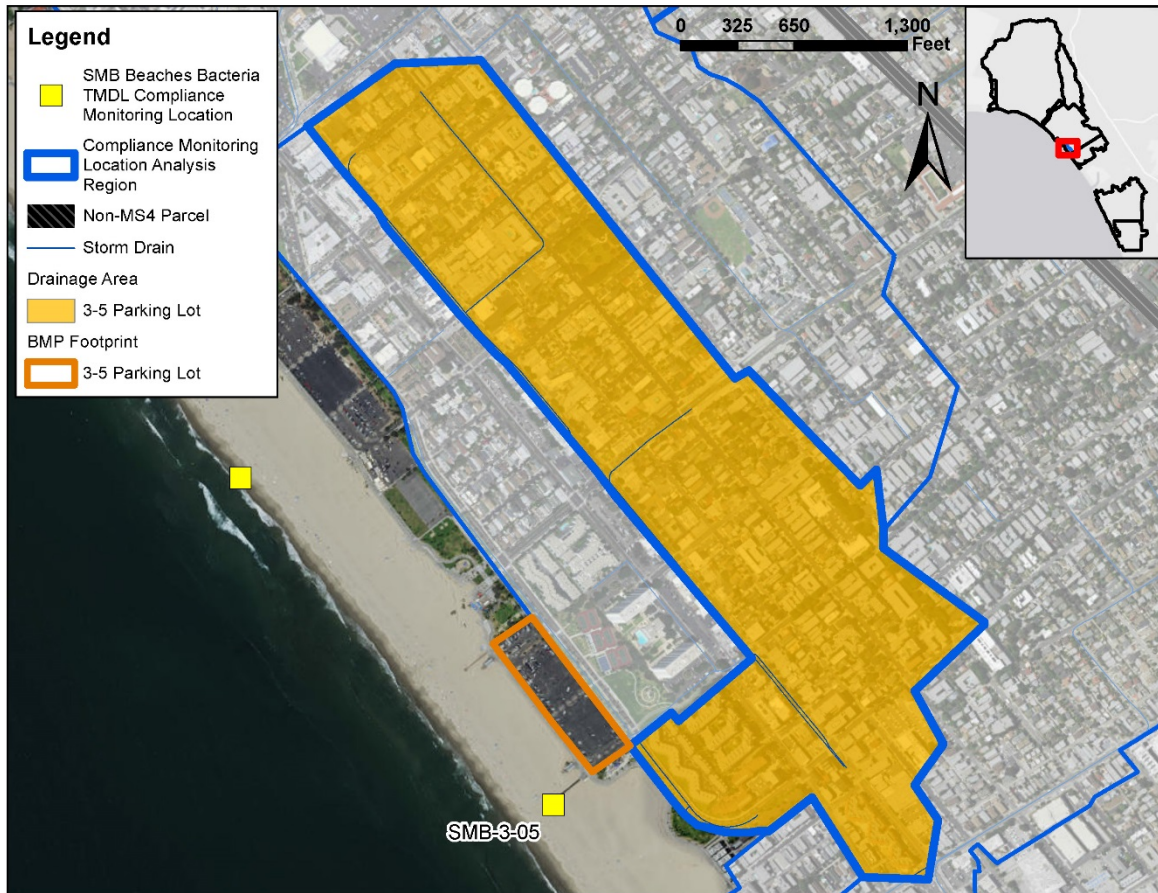 Legend
SMB Beaches Bacteria
TMDL Compliance
Monitoring Location
Compliance Monitoring
Location Analysis
Region
Non-MS4 Parcel
Storm Drain
Drainage Area
3-5 Parking Lot
BMP Footprint
3-5 Parking Lot
0 325 650 1,300
Feet
N
SMB-3-05